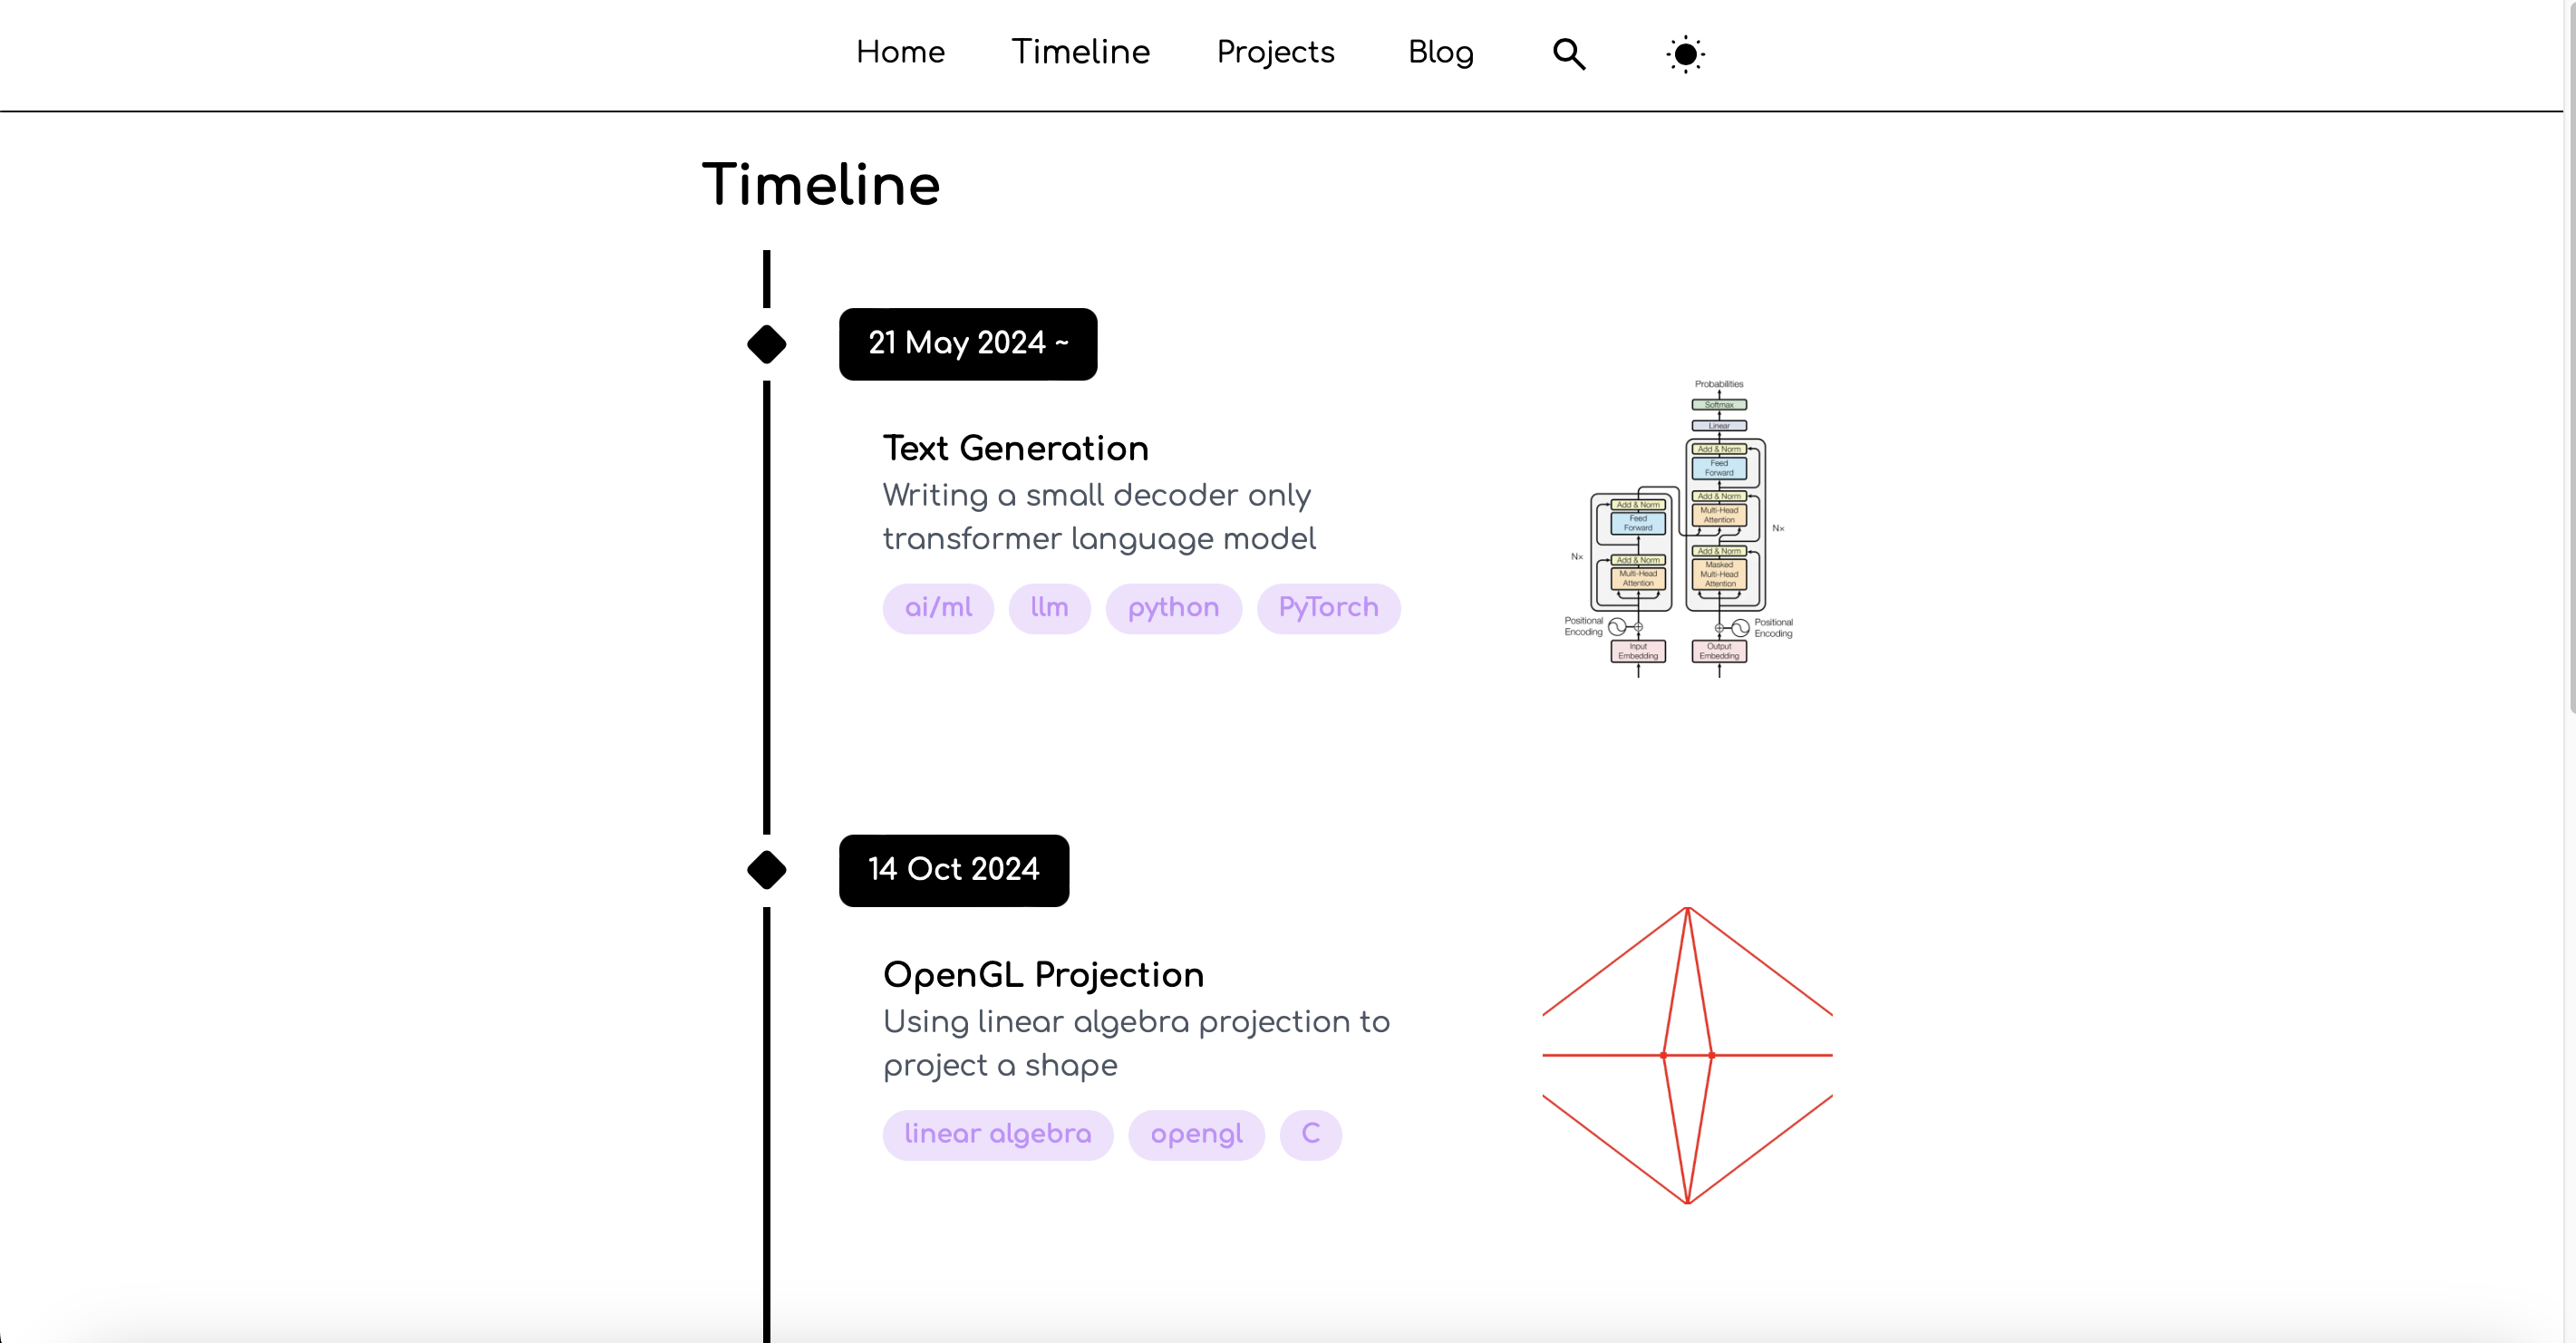 Home Timeline Projects Blog
Timeline
21 May 2024 ~
Text Generation
Writing a small decoder only
transformer language model
ai/ml llm python PyTorch
Probabilities
Softmax
Linear
Add & Norm
Feed
Forward
Add & Norm
Multi-Head
Attention
Add & Norm
Masked
Multi-Head
Attention
Nx
Add & Norm
Feed
Forward
Add & Norm
Multi-Head
Attention
Nx
Positional
Encoding
Positional
Encoding
Input
Embedding
Output
Embedding
14 Oct 2024
OpenGL Projection
Using linear algebra projection to
project a shape
linear algebra opengl C